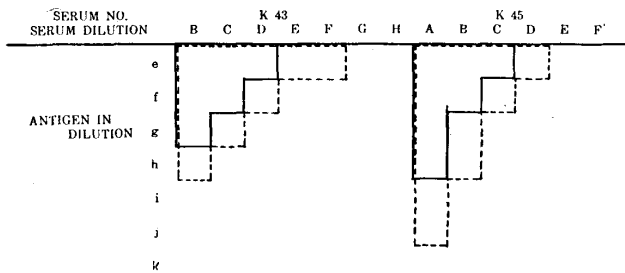 SERUM NO. K 43 K 45
SERUM DILUTION B C D E F G H A B C D E F
e
f
ANTIGEN IN
DILUTION
g
h
i
j
k